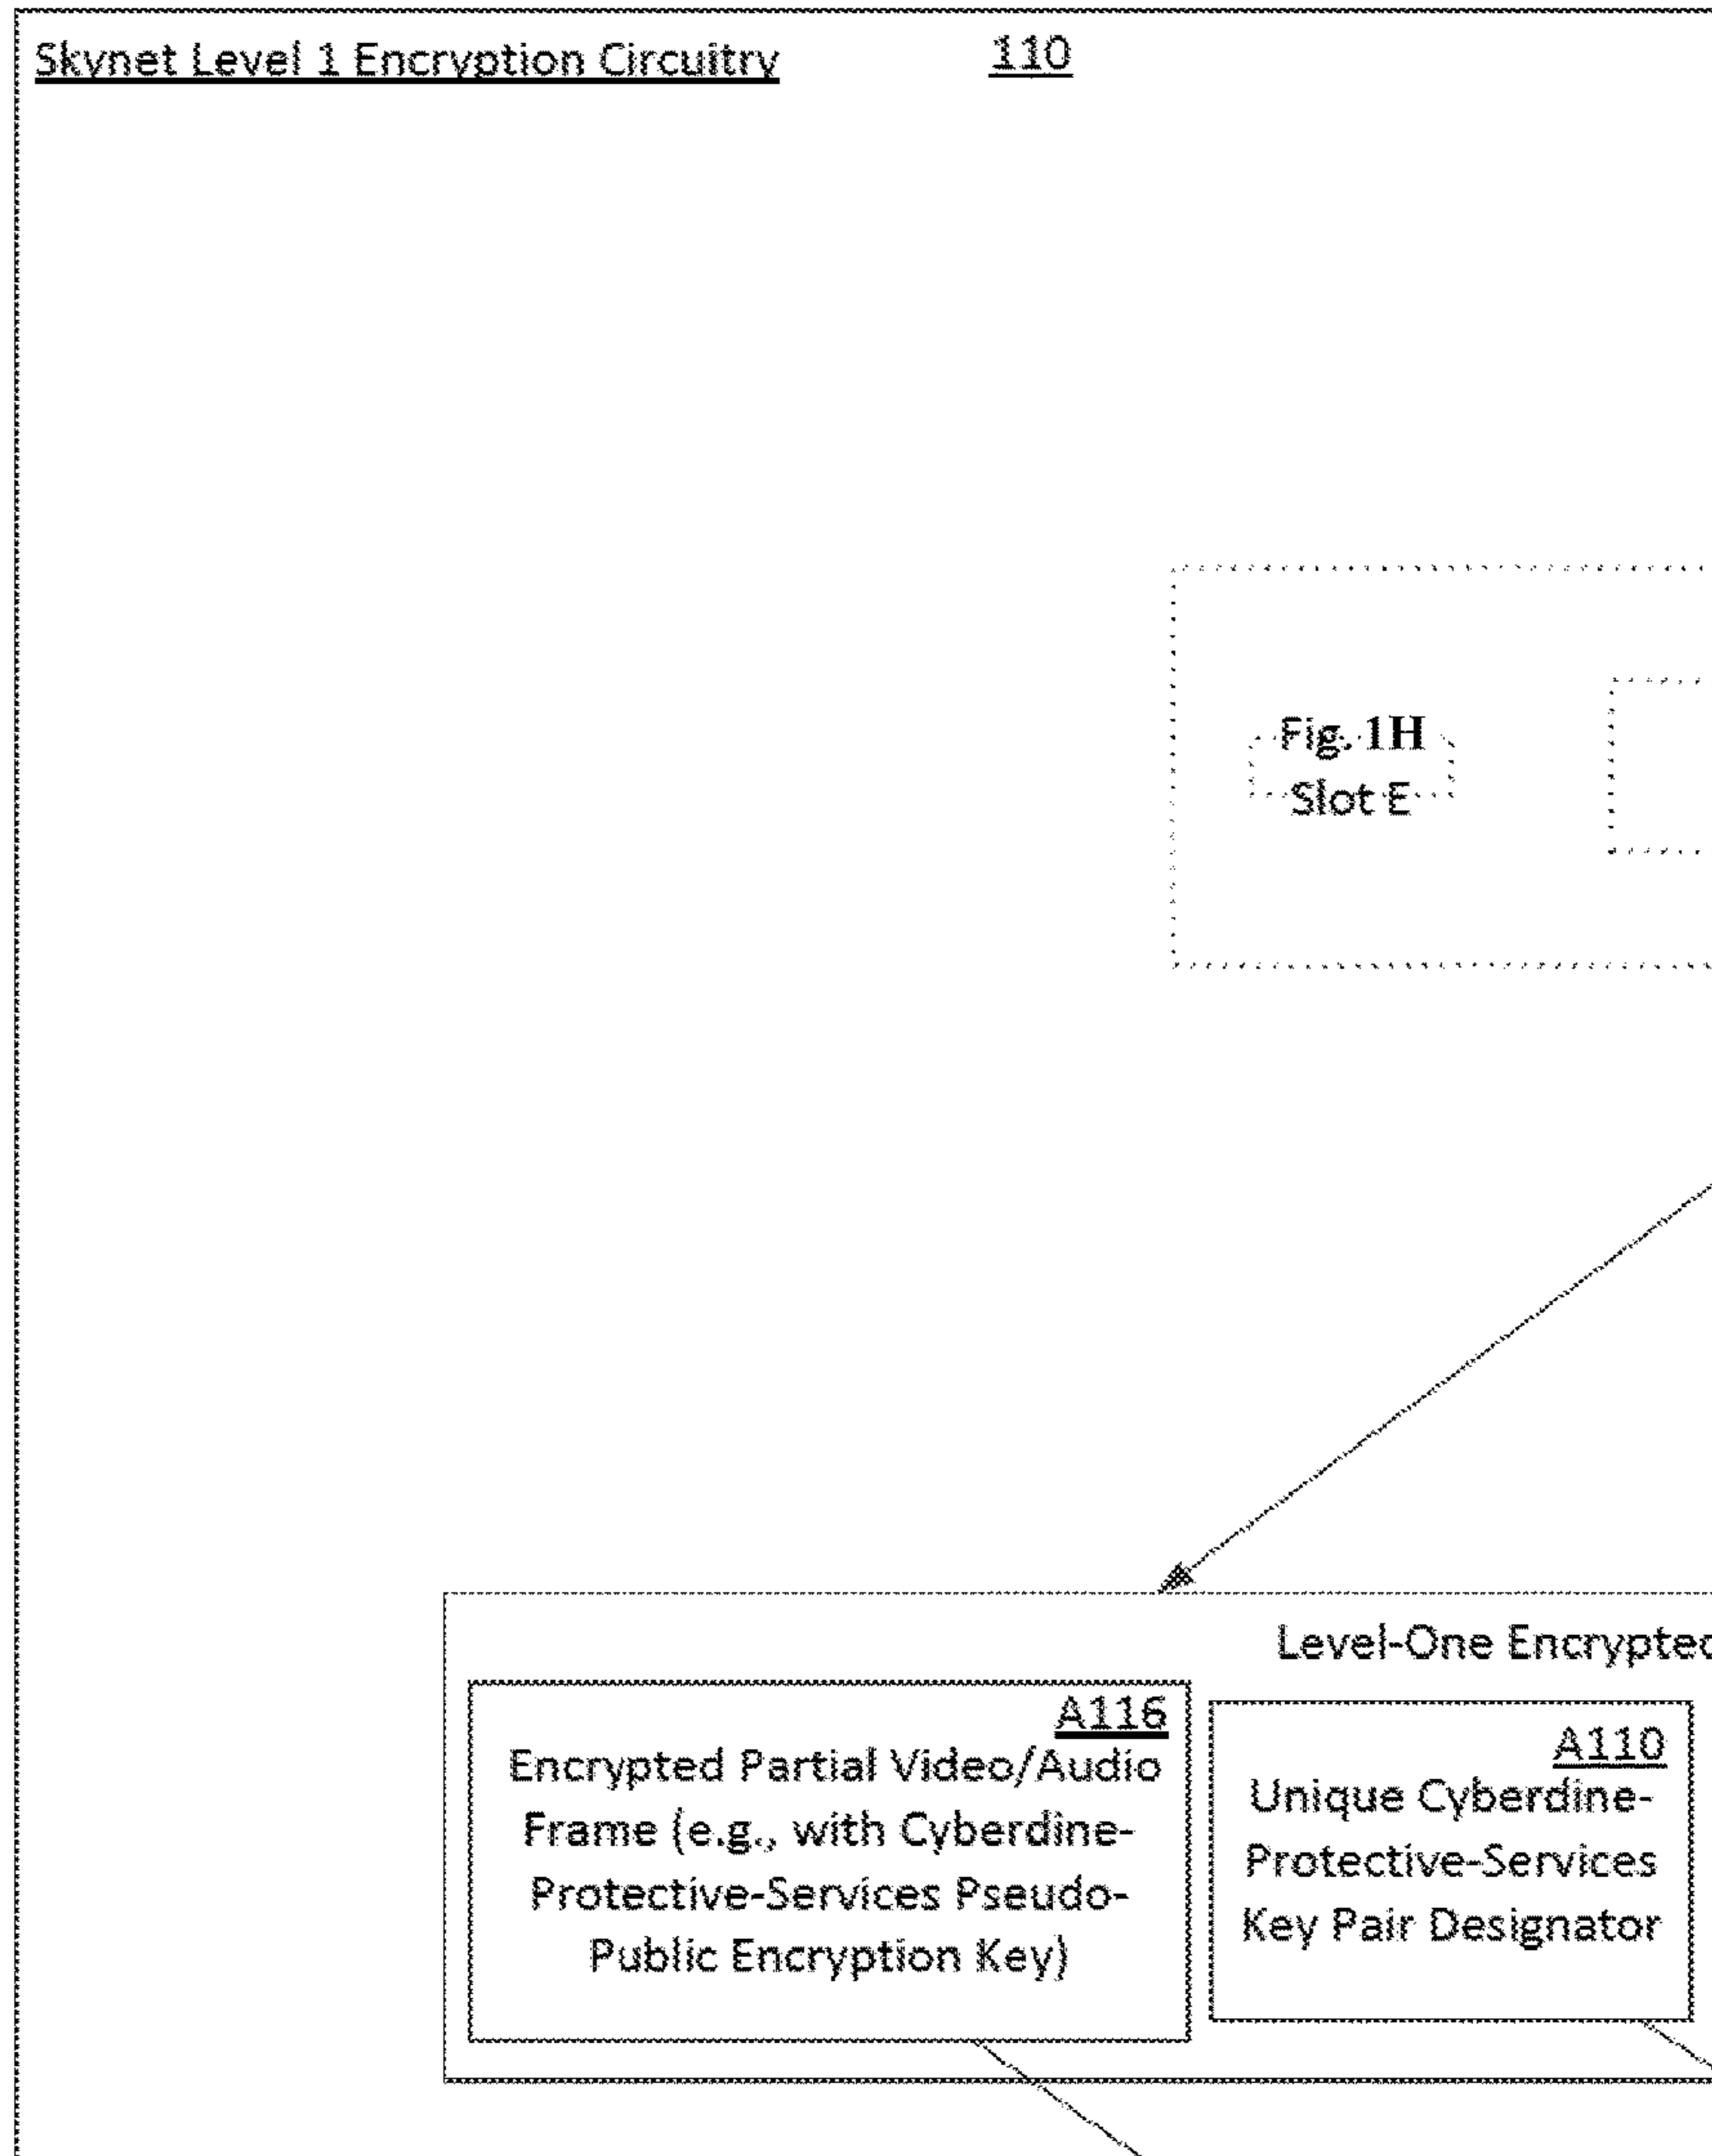 Skynet Level 1 Encryption Circuitry 110
Fig. 1H
Slot E
Level-One Encrypted
A116
Encrypted Partial Video/Audio
Frame (e.g., with Cyberdine-
Protective-Services Pseudo-
Public Encryption Key)
A110
Unique Cyberdine-
Protective-Services
Key Pair Designator